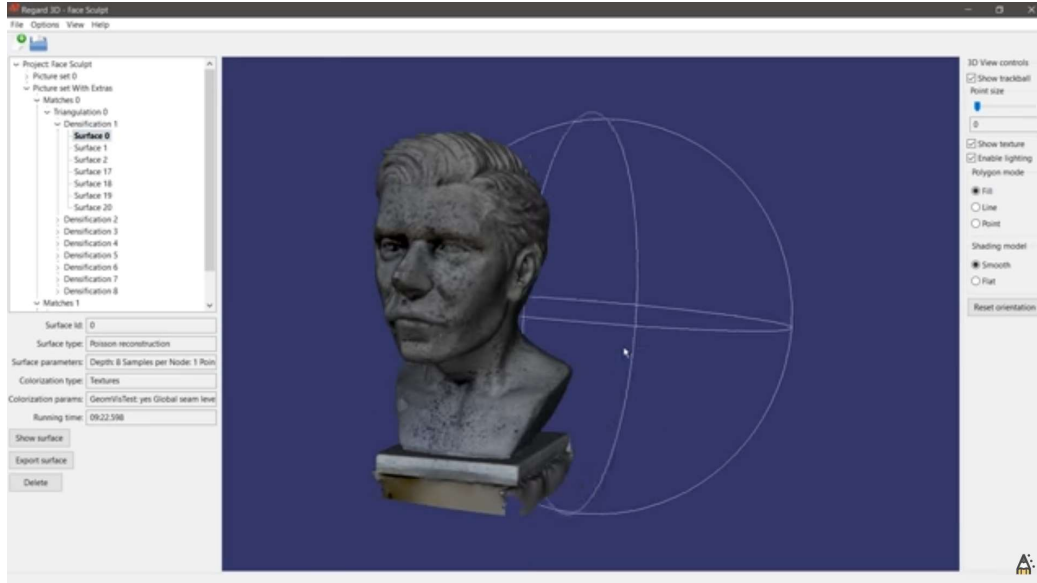 Regard 3D - Face Sculpt
File Options View Help
Project: Face Sculpt
Picture set 0
Picture set With Extras
Matches 0
Triangulation 0
Densification 1
Surface 0
Surface 1
Surface 2
Surface 17
Surface 18
Surface 19
Surface 20
Densification 2
Densification 3
Densification 4
Densification 5
Densification 6
Densification 7
Densification 8
Matches 1
Surface Id: 0
Surface type: Poisson reconstruction
Surface parameters: Depth: 8 Samples per Node: 1 Poin
Colorization type: Textures
Colorization params: GeomVisTest: yes Global seam leve
Running time: 09:22.598
Show surface
Export surface
Delete
3D View controls
Show trackball
Point size
0
Show texture
Enable lighting
Polygon mode
Fill
Line
Point
Shading model
Smooth
Flat
Reset orientation